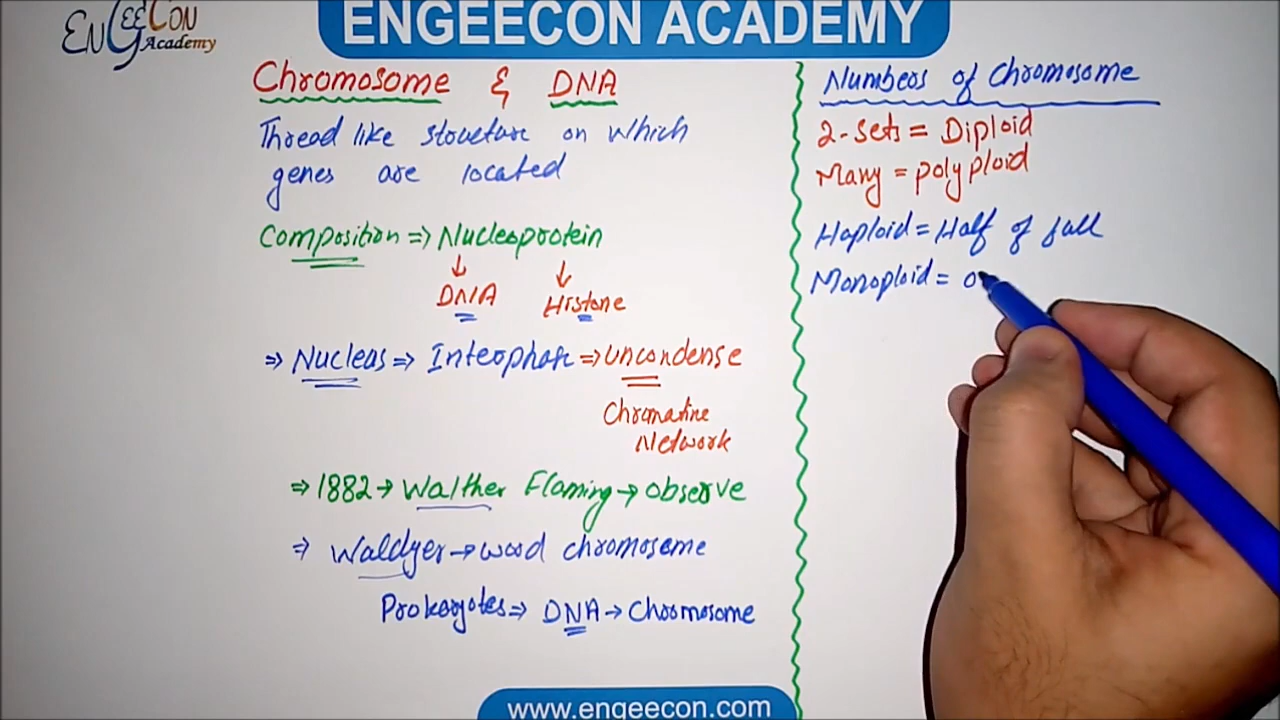 ENGEECON Academy
ENGEECON ACADEMY
Chromosome & DNA
Thread like structure on which
genes are located
Composition ⇒ Nucleoprotein
↓ ↓
DNA Histone
⇒ Nucleas ⇒ Interphase ⇒ uncondense
Chromatine
Network
⇒ 1882 → Walther Flaming → observe
⇒ Waldyer → word chromosome
Prokaryotes ⇒ DNA → Chromosome
Numbers of Chromosome
2-Sets = Diploid
Many = polyploid
Haploid = Half of full
Monoploid = o
www.engeecon.com